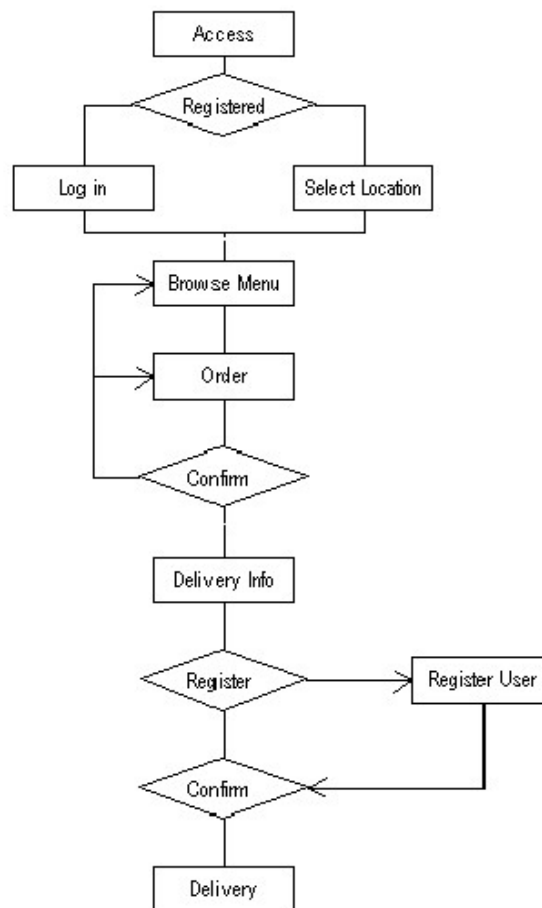 Access
Registered
Log in
Select Location
Browse Menu
Order
Confirm
Delivery Info
Register
Register User
Confirm
Delivery